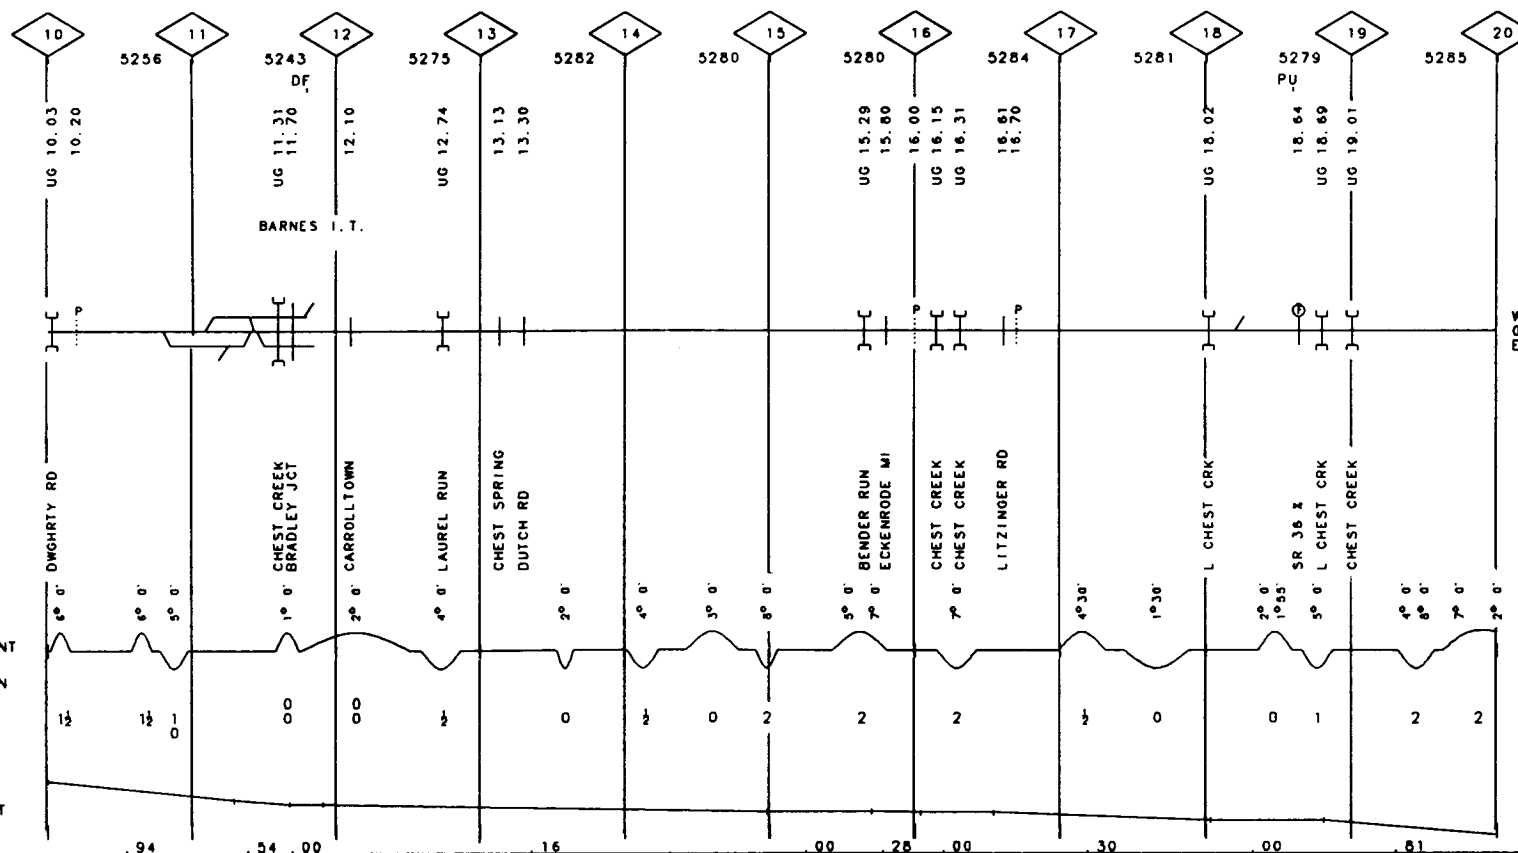 10 11 12 13 14 15 16 17 18 19 20
5256 5243 5275 5282 5280 5280 5284 5281 5279 5285
DF PU
UG 10.03
10.20
UG 11.31
11.70
12.10
UG 12.74
13.13
13.30
UG 15.29
15.80
16.00
UG 16.15
UG 16.31
16.61
16.70
UG 18.02
18.64
UG 18.69
UG 19.01
BARNES I.T.
P P P P
DWGHRTY RD
CHEST CREEK
BRADLEY JCT
CARROLLTOWN
LAUREL RUN
CHEST SPRING
DUTCH RD
BENDER RUN
ECKENRODE MI
CHEST CREEK
CHEST CREEK
LITZINGER RD
L CHEST CRK
SR 36 X
L CHEST CRK
CHEST CREEK
6° 0' 6° 0' 5° 0' 1° 0' 2° 0' 4° 0' 2° 0' 4° 0' 3° 0' 8° 0' 5° 0' 7° 0' 7° 0' 4°30' 1°30' 2° 0' 1°55' 5° 0' 4° 0' 8° 0' 7° 0' 2° 0'
NT
N
0 0
1½ 1½ 1 0 0 ½ 0 ½ 0 2 2 2 ½ 0 0 1 2 2
0
T
.94 .54 .00 .16 .00 .28 .00 .30 .00 .81